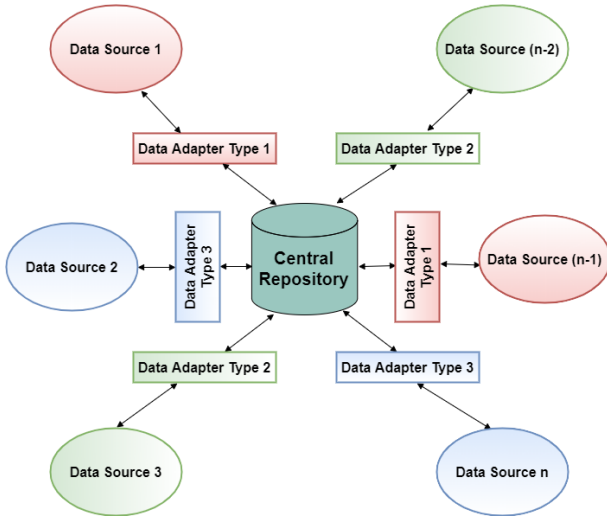 Data Source 1
Data Source (n-2)
Data Adapter Type 1
Data Adapter Type 2
Data Source 2
Data Adapter
Type 3
Central
Repository
Data Adapter
Type 1
Data Source (n-1)
Data Adapter Type 2
Data Adapter Type 3
Data Source 3
Data Source n